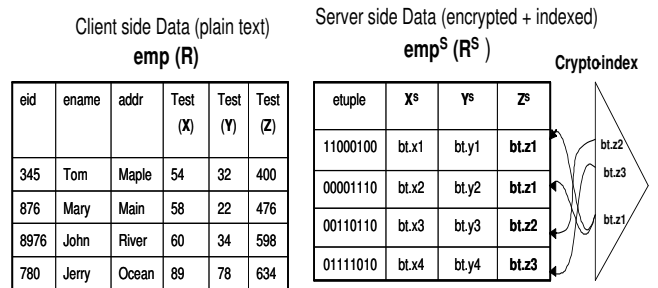 Client side Data (plain text)
emp (R)
eid ename addr Test (X) Test (Y) Test (Z)
345 Tom Maple 54 32 400
876 Mary Main 58 22 476
8976 John River 60 34 598
780 Jerry Ocean 89 78 634
Server side Data (encrypted + indexed)
emp^S (R^S )
etuple X^S Y^S Z^S
11000100 bt.x1 bt.y1 bt.z1
00001110 bt.x2 bt.y2 bt.z1
00110110 bt.x3 bt.y3 bt.z2
01111010 bt.x4 bt.y4 bt.z3
Crypto-index
bt.z2
bt.z3
bt.z1